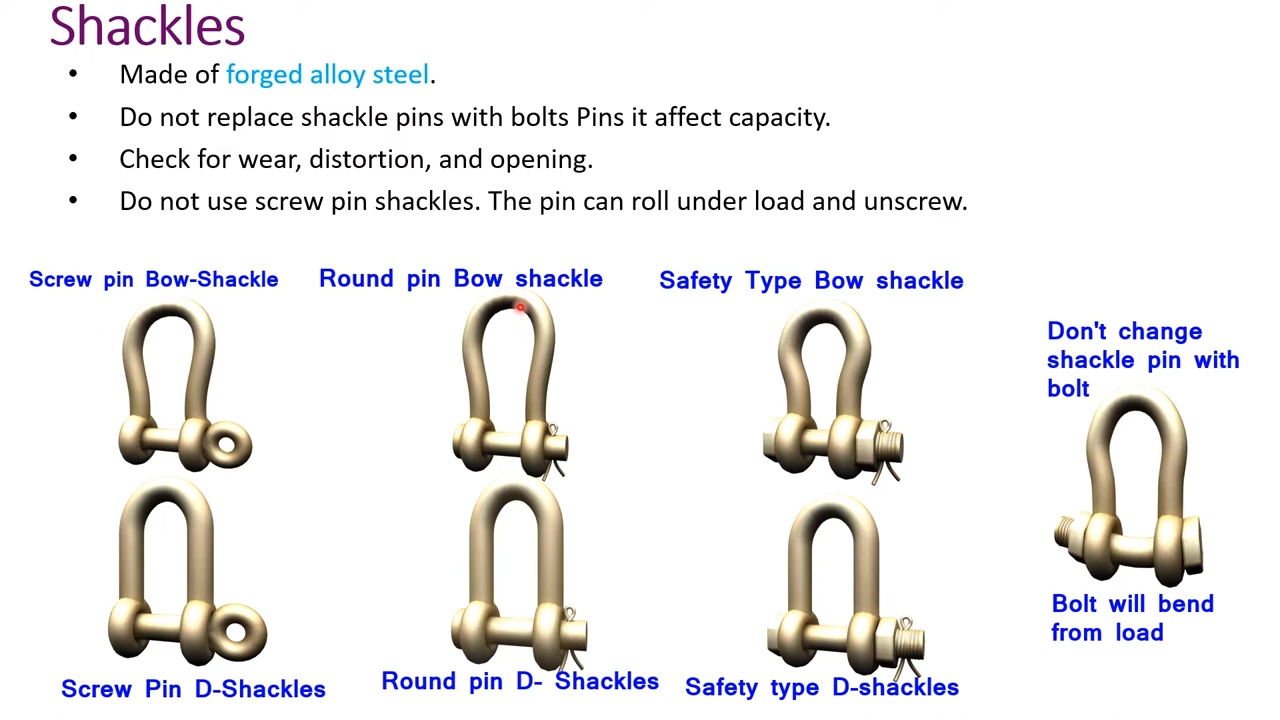 Shackles
• Made of forged alloy steel.
• Do not replace shackle pins with bolts Pins it affect capacity.
• Check for wear, distortion, and opening.
• Do not use screw pin shackles. The pin can roll under load and unscrew.
Screw pin Bow-Shackle
Round pin Bow shackle
Safety Type Bow shackle
Don't change
shackle pin with
bolt
Bolt will bend
from load
Screw Pin D-Shackles
Round pin D- Shackles
Safety type D-shackles